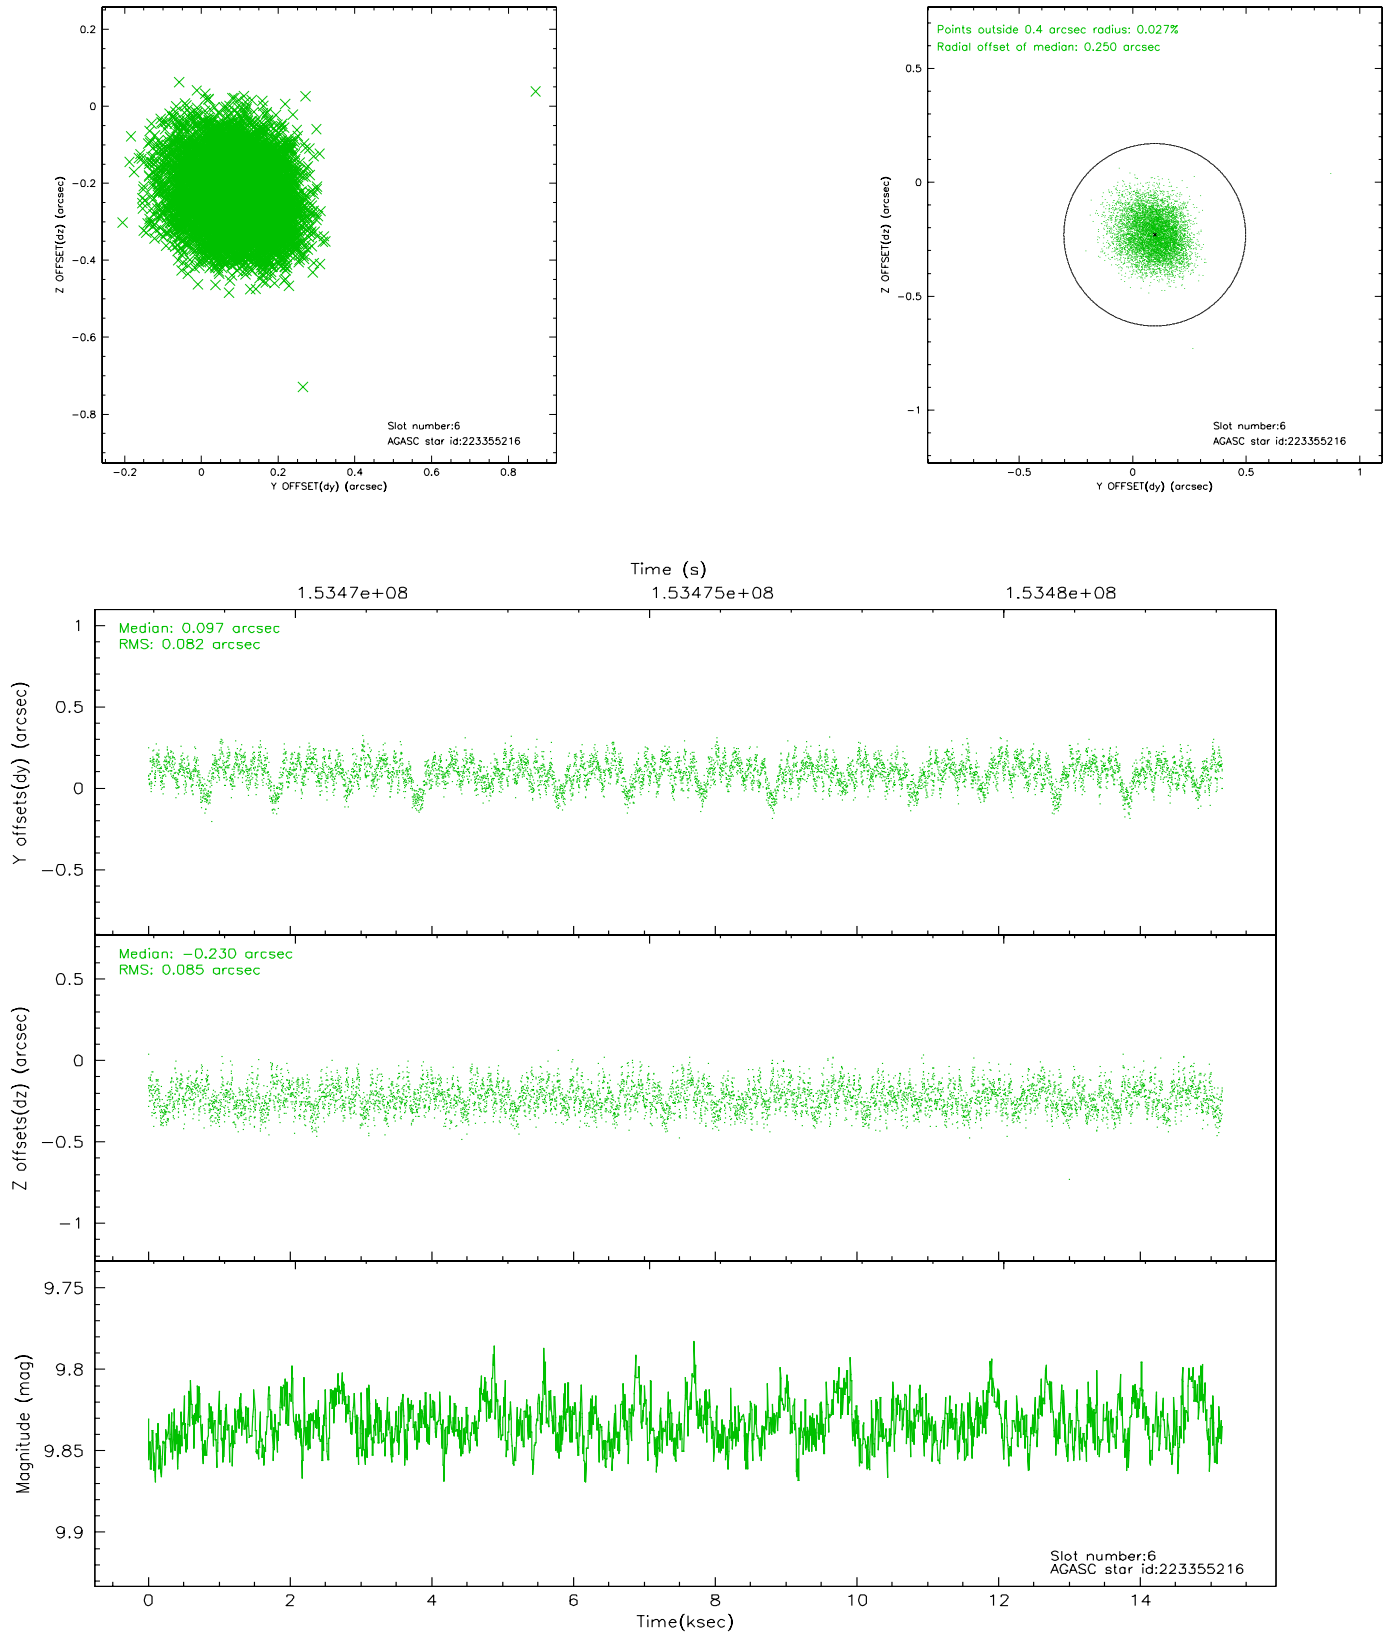 0.2
0
−0.2
−0.4
−0.6
−0.8
Z OFFSET(dz) (arcsec)
−0.2 0 0.2 0.4 0.6 0.8
Y OFFSET(dy) (arcsec)
Slot number:6
AGASC star id:223355216
Points outside 0.4 arcsec radius: 0.027%
Radial offset of median: 0.250 arcsec
0.5
0
−0.5
−1
Z OFFSET(dz) (arcsec)
−0.5 0 0.5 1
Y OFFSET(dy) (arcsec)
Slot number:6
AGASC star id:223355216
Time (s)
1.5347e+08 1.53475e+08 1.5348e+08
Median: 0.097 arcsec
RMS: 0.082 arcsec
1
0.5
0
−0.5
Y offsets(dy) (arcsec)
Median: −0.230 arcsec
RMS: 0.085 arcsec
0.5
0
−0.5
−1
Z offsets(dz) (arcsec)
9.75
9.8
9.85
9.9
Magnitude (mag)
Slot number:6
AGASC star id:223355216
0 2 4 6 8 10 12 14
Time(ksec)